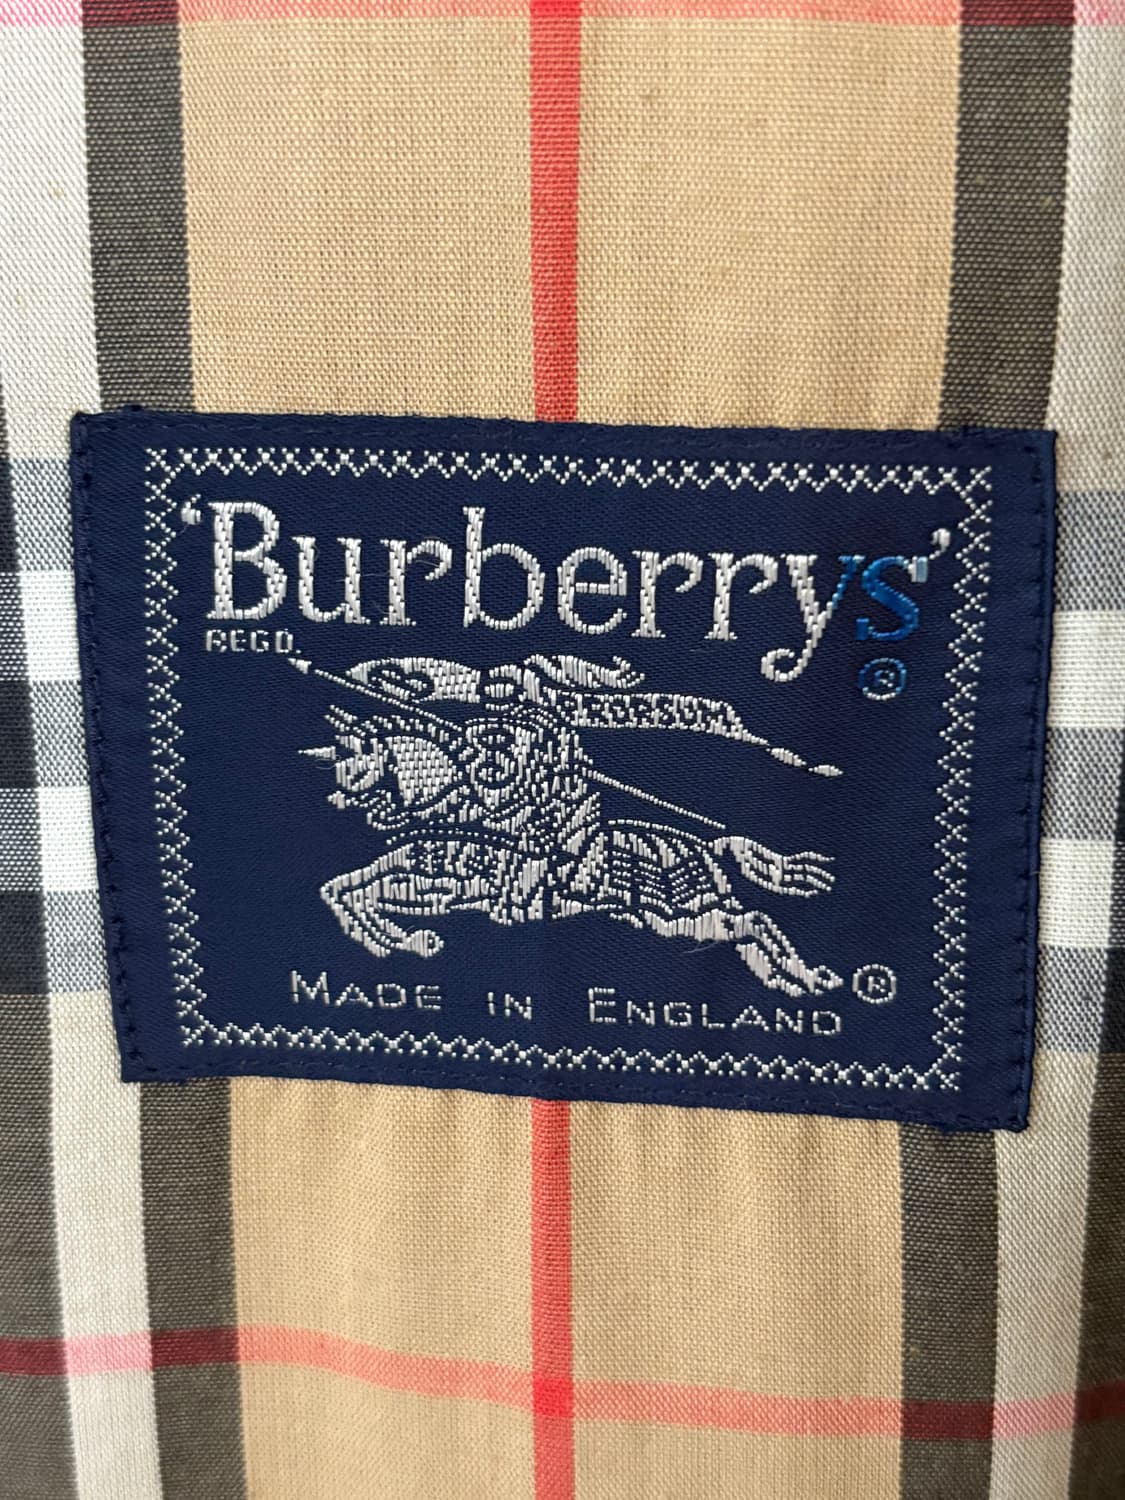 ‘Burberrys’
REGD.
®
PRORSUM
B
MADE IN ENGLAND ®